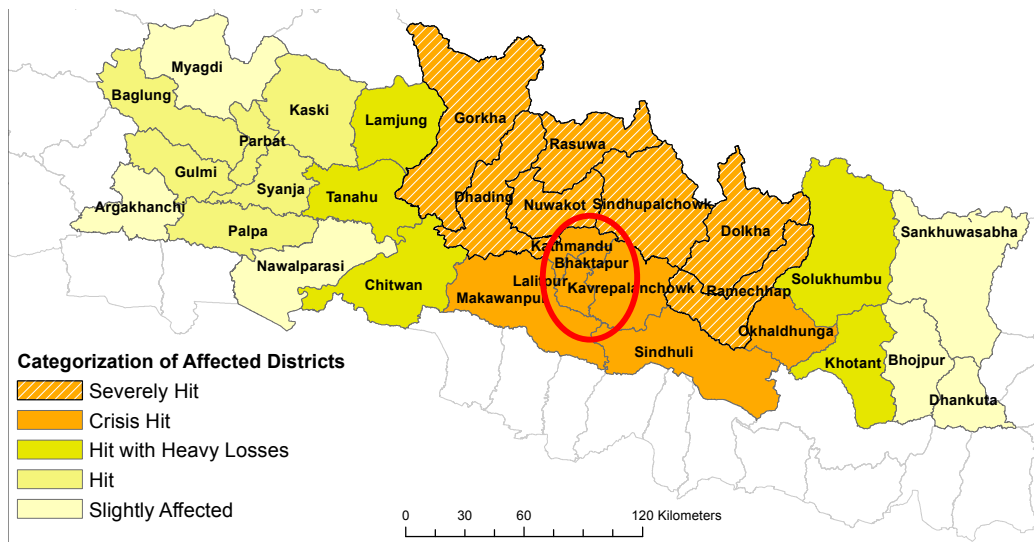 Myagdi
Baglung
Kaski
Lamjung
Gorkha
Parbat
Rasuwa
Gulmi
Syanja
Tanahu
Dhading
Nuwakot
Sindhupalchowk
Argakhanchi
Palpa
Dolkha
Sankhuwasabha
Kathmandu
Bhaktapur
Nawalparasi
Chitwan
Lalitpur
Kavrepalanchowk
Makawanpur
Ramechhap
Solukhumbu
Okhaldhunga
Sindhuli
Khotant
Bhojpur
Dhankuta
Categorization of Affected Districts
Severely Hit
Crisis Hit
Hit with Heavy Losses
Hit
Slightly Affected
0 30 60 120 Kilometers